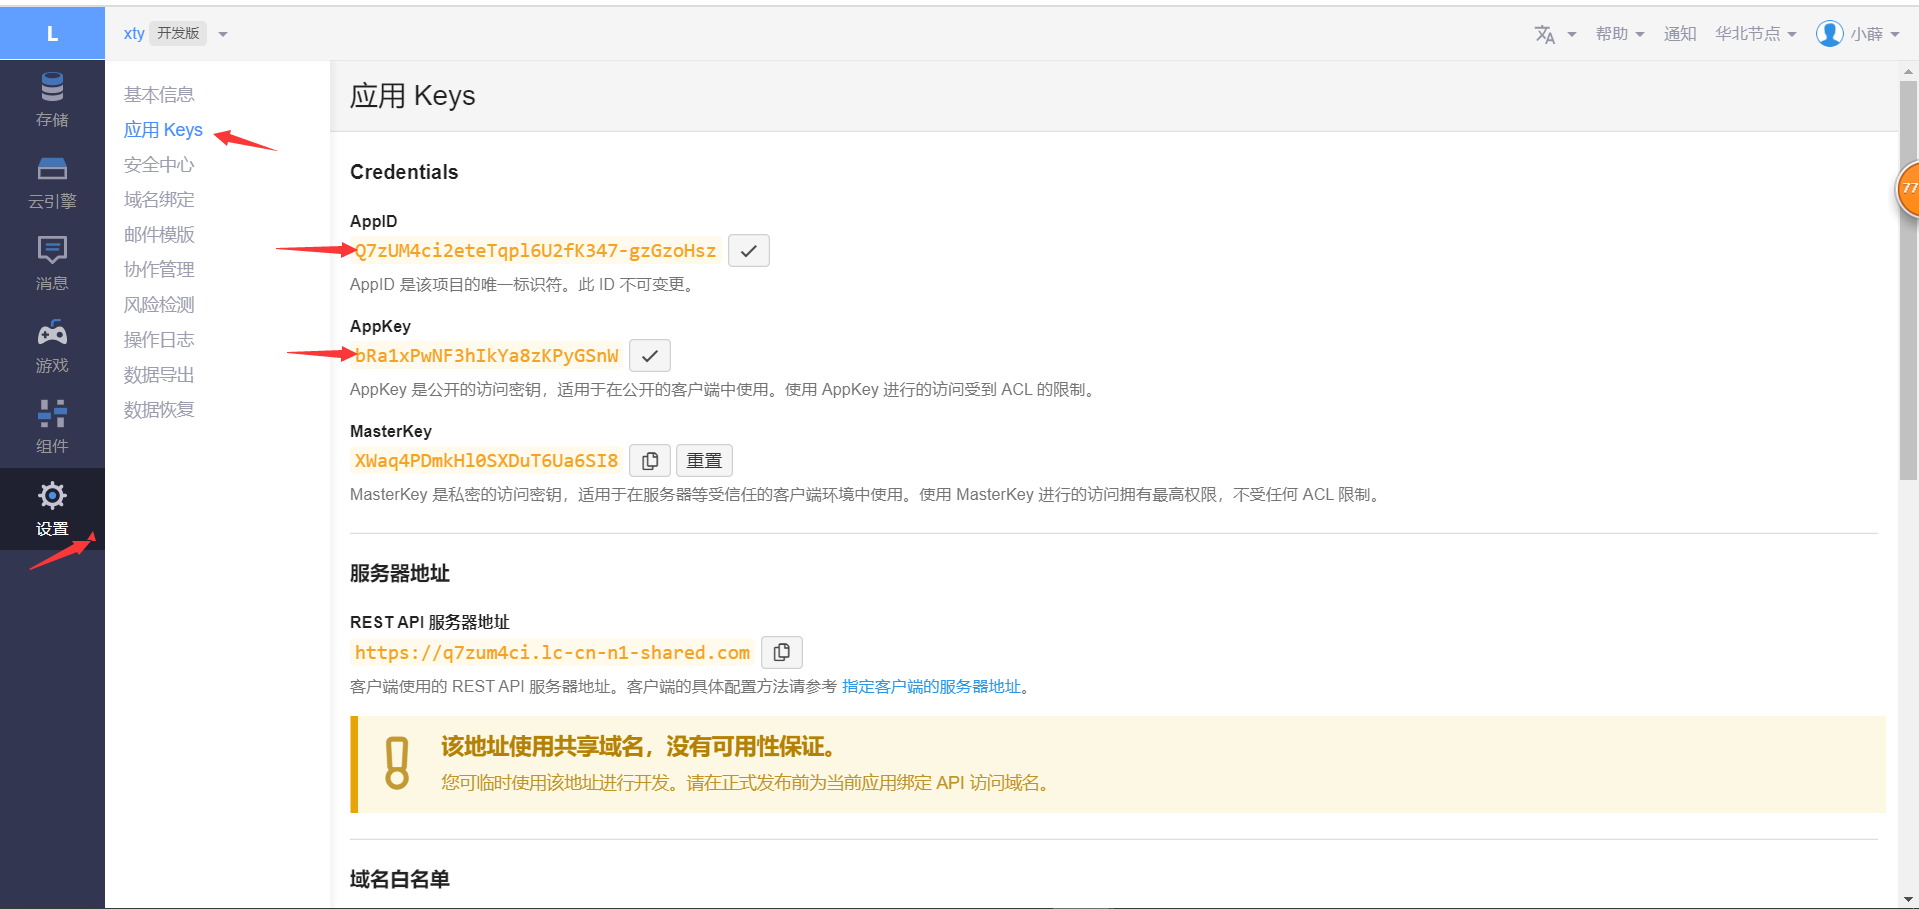 L
xty 开发版
帮助
通知
华北节点
小薛
存储
云引擎
消息
游戏
组件
设置
基本信息
应用 Keys
安全中心
域名绑定
邮件模版
协作管理
风险检测
操作日志
数据导出
数据恢复
应用 Keys
Credentials
AppID
Q7zUM4ci2eteTqpl6U2fK347-gzGzoHsz
AppID 是该项目的唯一标识符。此 ID 不可变更。
AppKey
bRa1xPwNF3hIkYa8zKPyGSnW
AppKey 是公开的访问密钥，适用于在公开的客户端中使用。使用 AppKey 进行的访问受到 ACL 的限制。
MasterKey
XWaq4PDmkHl0SXDuT6Ua6SI8 重置
MasterKey 是私密的访问密钥，适用于在服务器等受信任的客户端环境中使用。使用 MasterKey 进行的访问拥有最高权限，不受任何 ACL 限制。
服务器地址
REST API 服务器地址
https://q7zum4ci.lc-cn-n1-shared.com
客户端使用的 REST API 服务器地址。客户端的具体配置方法请参考 指定客户端的服务器地址。
该地址使用共享域名，没有可用性保证。
您可临时使用该地址进行开发。请在正式发布前为当前应用绑定 API 访问域名。
域名白名单
77